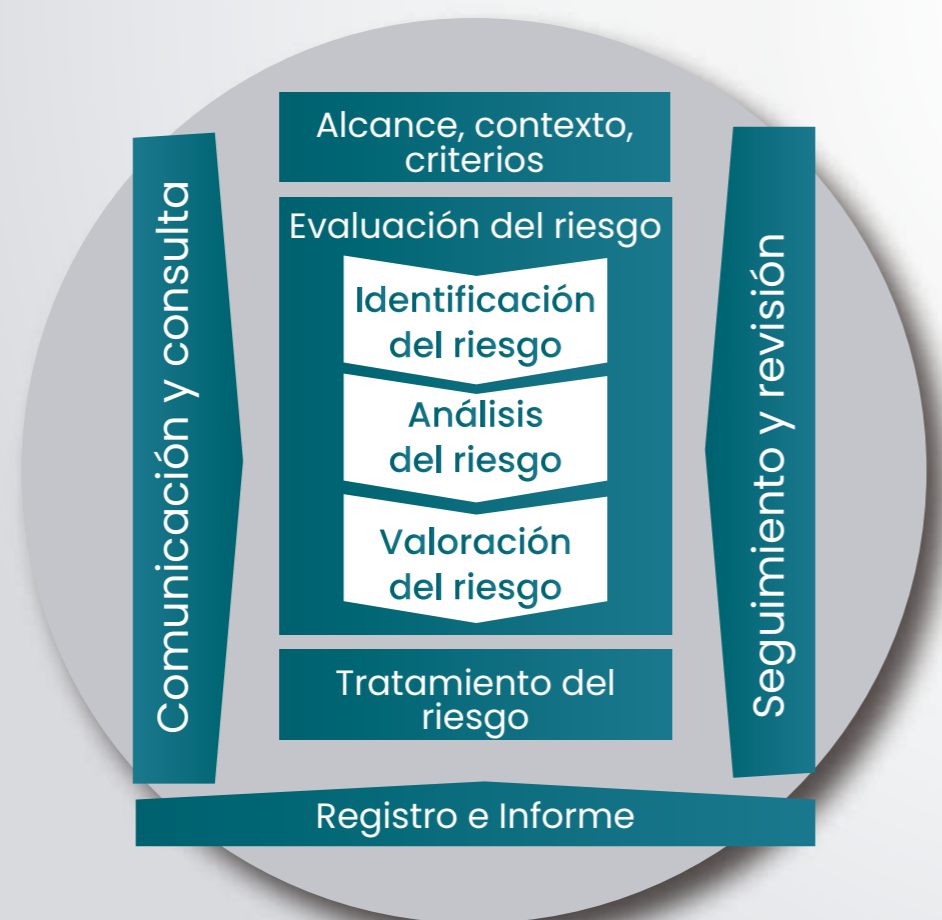 Alcance, contexto,
criterios
Comunicación y consulta
Evaluación del riesgo
Identificación
del riesgo
Análisis
del riesgo
Valoración
del riesgo
Seguimiento y revisión
Tratamiento del
riesgo
Registro e Informe